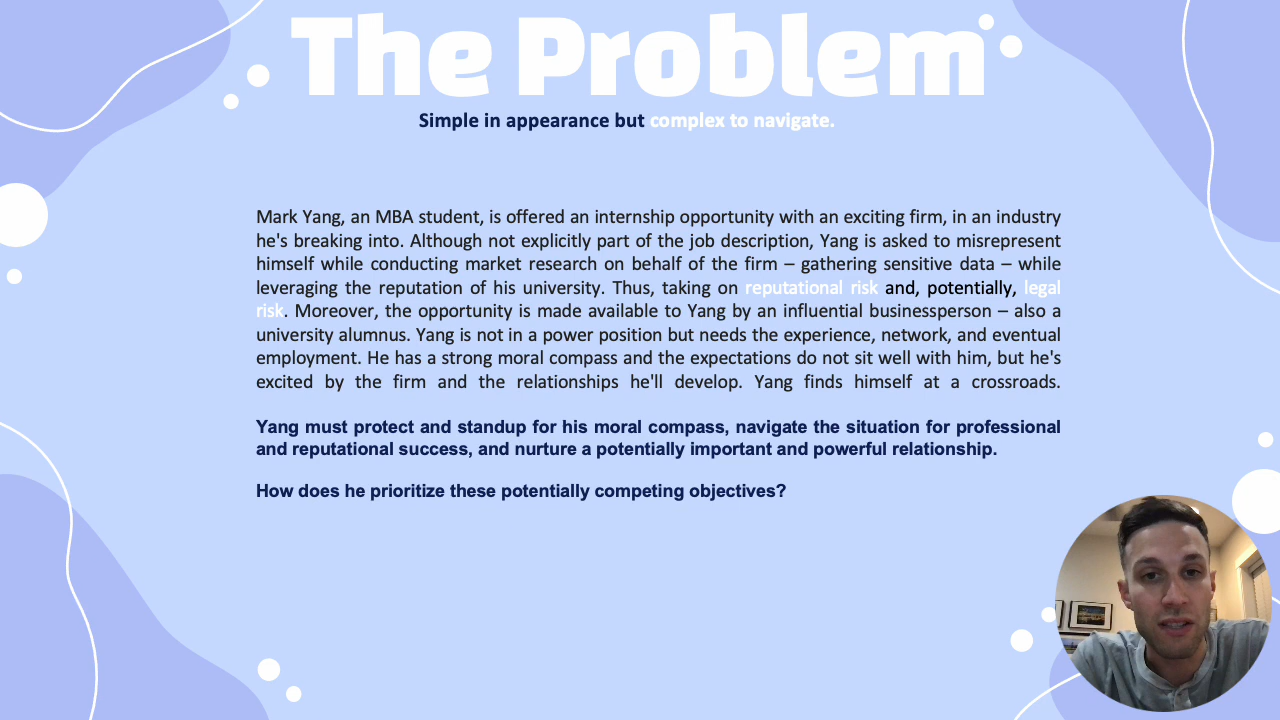 The Problem
Simple in appearance but complex to navigate.
Mark Yang, an MBA student, is offered an internship opportunity with an exciting firm, in an industry
he's breaking into. Although not explicitly part of the job description, Yang is asked to misrepresent
himself while conducting market research on behalf of the firm – gathering sensitive data – while
leveraging the reputation of his university. Thus, taking on reputational risk and, potentially, legal
risk. Moreover, the opportunity is made available to Yang by an influential businessperson – also a
university alumnus. Yang is not in a power position but needs the experience, network, and eventual
employment. He has a strong moral compass and the expectations do not sit well with him, but he's
excited by the firm and the relationships he'll develop. Yang finds himself at a crossroads.
Yang must protect and standup for his moral compass, navigate the situation for professional
and reputational success, and nurture a potentially important and powerful relationship.
How does he prioritize these potentially competing objectives?